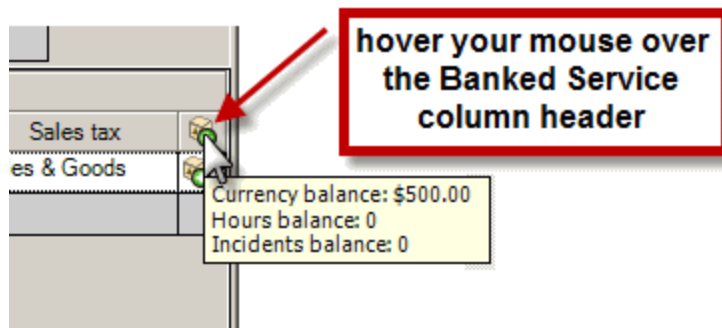 hover your mouse over
the Banked Service
column header
Sales tax
es & Goods
Currency balance: $500.00
Hours balance: 0
Incidents balance: 0